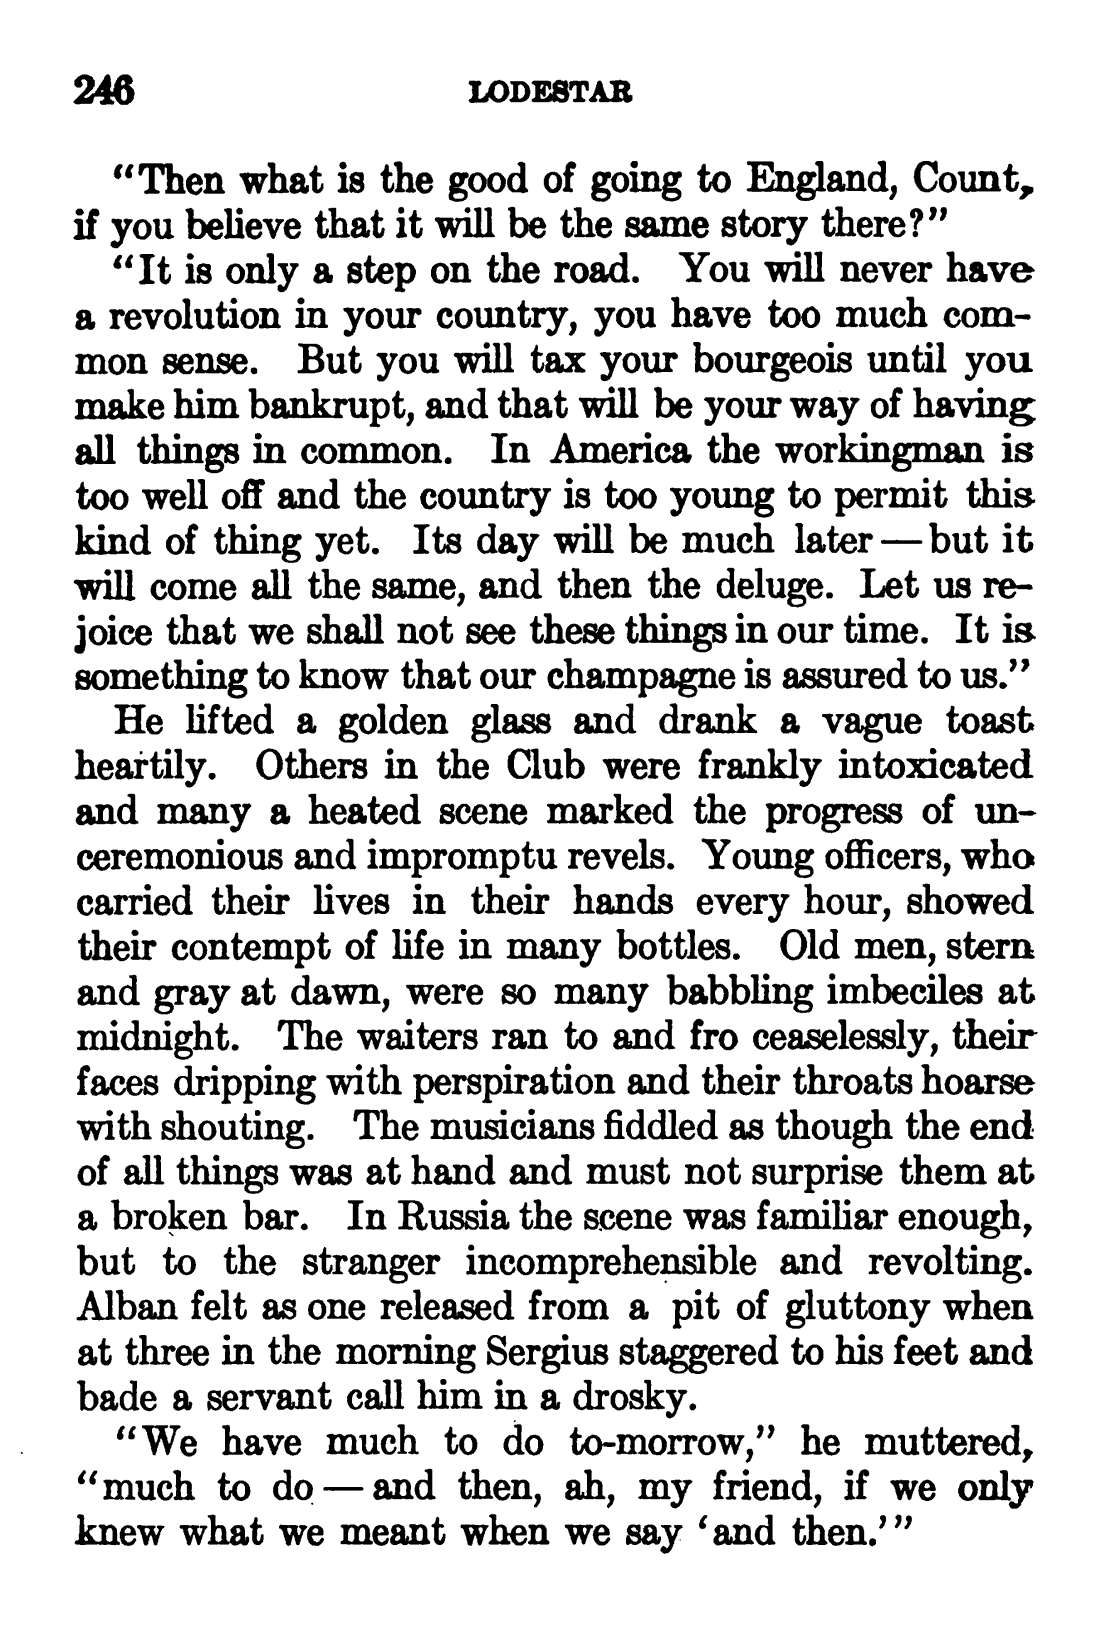 246 LODESTAR
“Then what is the good of going to England, Count,
if you believe that it will be the same story there?”
“It is only a step on the road. You will never have
a revolution in your country, you have too much com-
mon sense. But you will tax your bourgeois until you
make him bankrupt, and that will be your way of having
all things in common. In America the workingman is
too well off and the country is too young to permit this
kind of thing yet. Its day will be much later — but it
will come all the same, and then the deluge. Let us re-
joice that we shall not see these things in our time. It is
something to know that our champagne is assured to us.”
He lifted a golden glass and drank a vague toast
heartily. Others in the Club were frankly intoxicated
and many a heated scene marked the progress of un-
ceremonious and impromptu revels. Young officers, who
carried their lives in their hands every hour, showed
their contempt of life in many bottles. Old men, stern
and gray at dawn, were so many babbling imbeciles at
midnight. The waiters ran to and fro ceaselessly, their
faces dripping with perspiration and their throats hoarse
with shouting. The musicians fiddled as though the end
of all things was at hand and must not surprise them at
a broken bar. In Russia the scene was familiar enough,
but to the stranger incomprehensible and revolting.
Alban felt as one released from a pit of gluttony when
at three in the morning Sergius staggered to his feet and
bade a servant call him in a drosky.
“We have much to do to-morrow,” he muttered,
“much to do — and then, ah, my friend, if we only
knew what we meant when we say ‘and then.’”